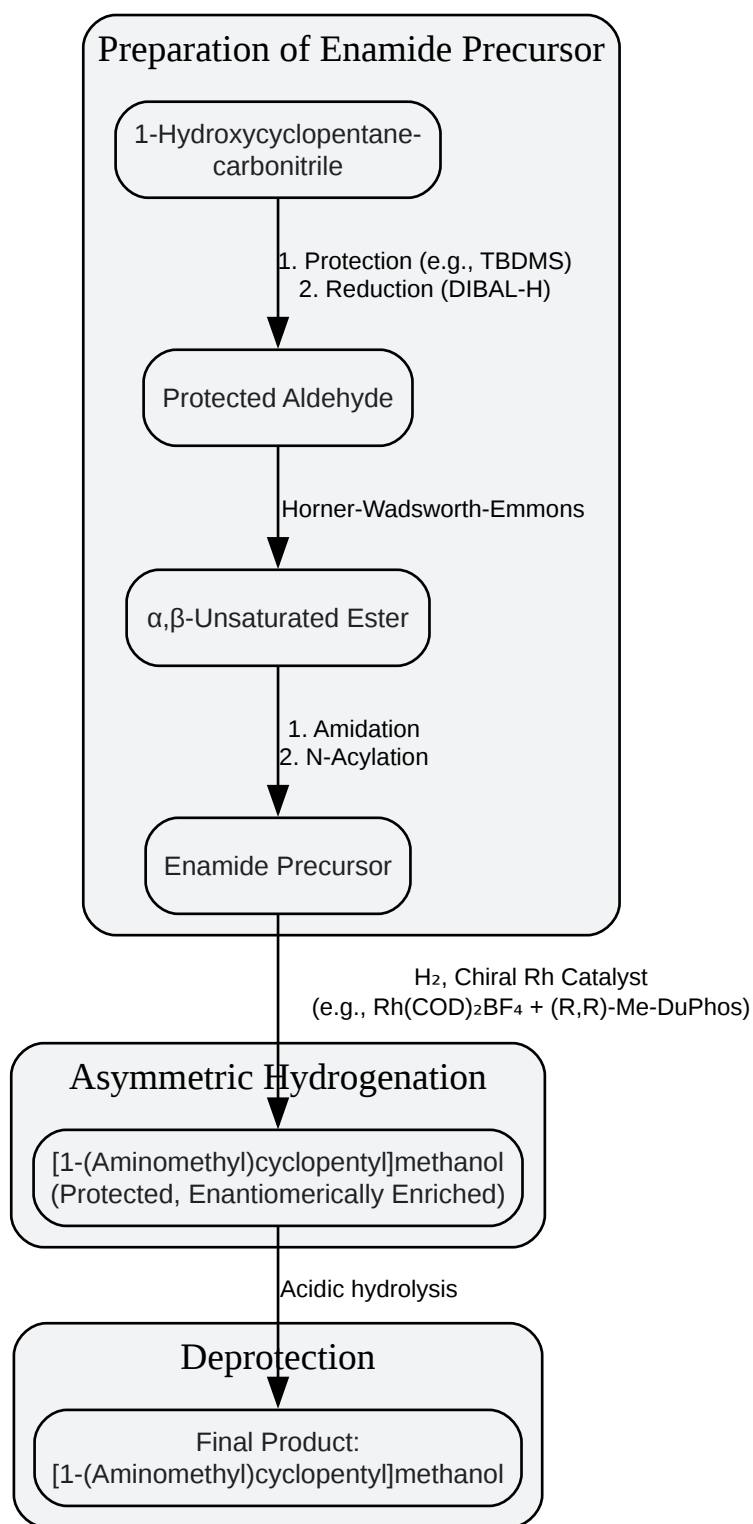 Preparation of Enamide Precursor
1-Hydroxycyclopentane-
carbonitrile
1. Protection (e.g., TBDMS)
2. Reduction (DIBAL-H)
Protected Aldehyde
Horner-Wadsworth-Emmons
α,β-Unsaturated Ester
1. Amidation
2. N-Acylation
Enamide Precursor
H₂, Chiral Rh Catalyst
(e.g., Rh(COD)₂BF₄ + (R,R)-Me-DuPhos)
Asymmetric Hydrogenation
[1-(Aminomethyl)cyclopentyl]methanol
(Protected, Enantiomerically Enriched)
Acidic hydrolysis
Deprotection
Final Product:
[1-(Aminomethyl)cyclopentyl]methanol